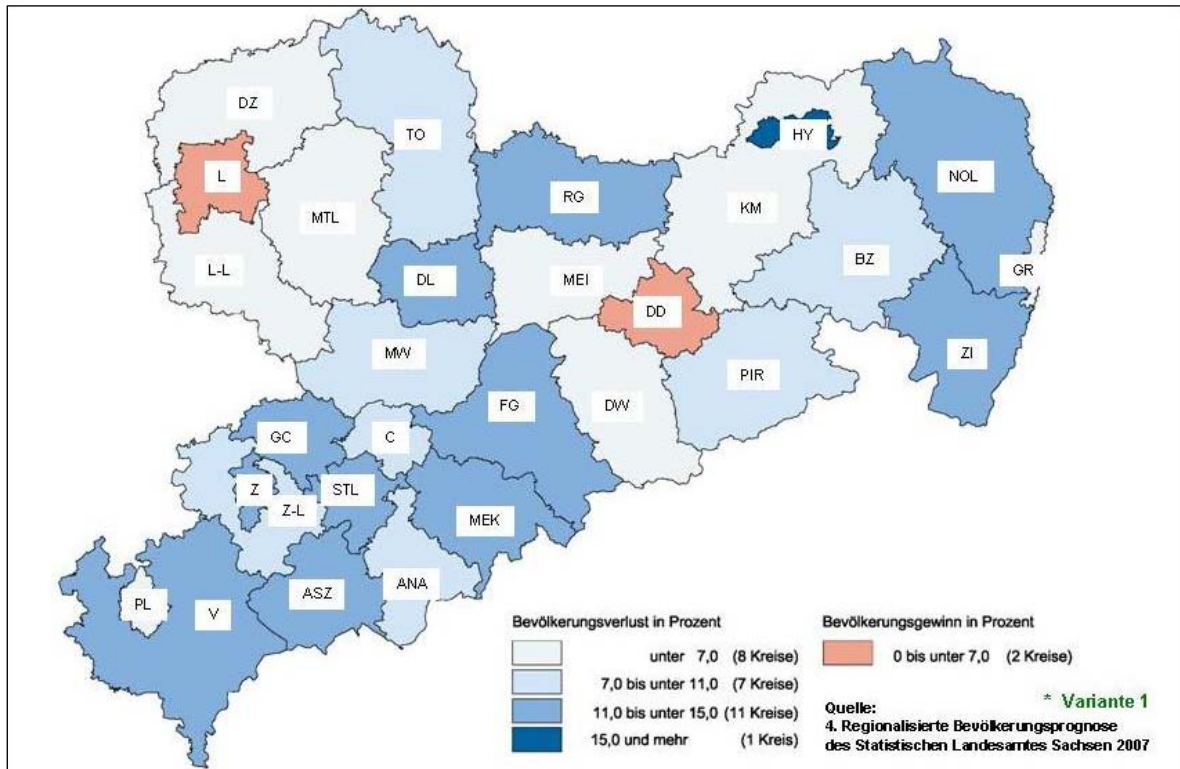 DZ
TO
HY
L
NOL
RG
MTL
KM
L-L
DL
MEI
BZ
GR
DD
MW
ZI
PIR
FG
DW
GC
C
Z
STL
Z-L
MEK
ASZ
ANA
PL
V
Bevölkerungsverlust in Prozent
unter 7,0 (8 Kreise)
7,0 bis unter 11,0 (7 Kreise)
11,0 bis unter 15,0 (11 Kreise)
15,0 und mehr (1 Kreis)
Bevölkerungsgewinn in Prozent
0 bis unter 7,0 (2 Kreise)
* Variante 1
Quelle:
4. Regionalisierte Bevölkerungsprognose
des Statistischen Landesamtes Sachsen 2007